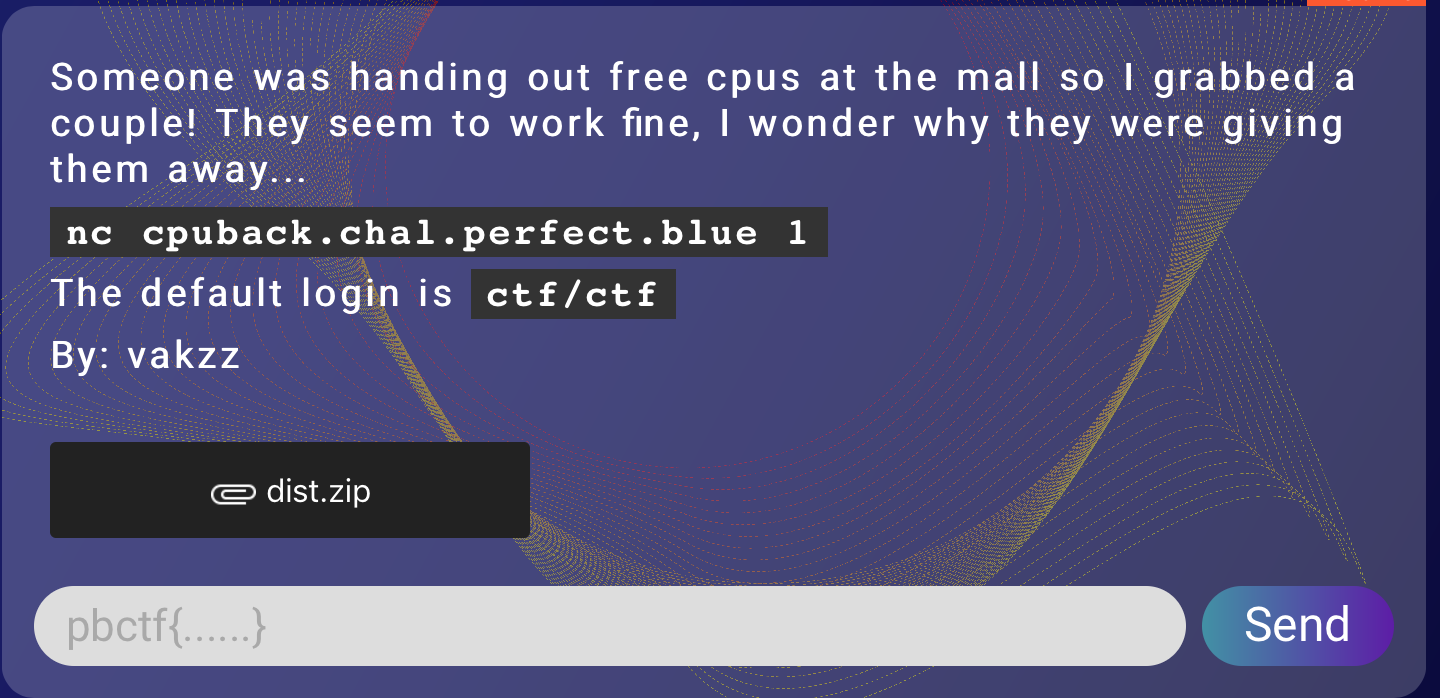 Someone was handing out free cpus at the mall so I grabbed a
couple! They seem to work fine, I wonder why they were giving
them away...
nc cpuback.chal.perfect.blue 1
The default login is ctf/ctf
By: vakzz
dist.zip
pbctf{......}
Send